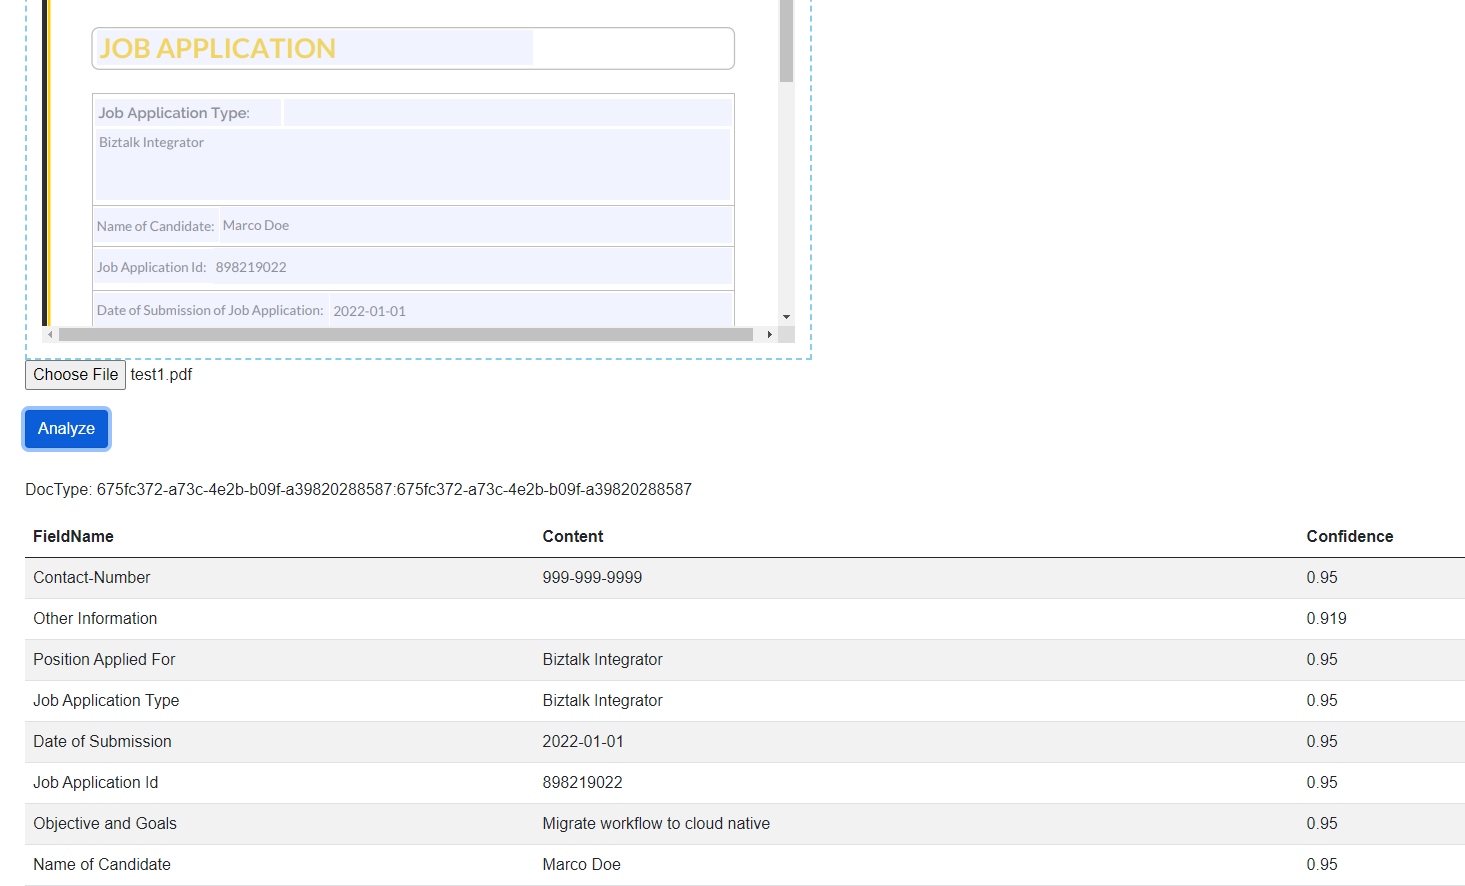 JOB APPLICATION
Job Application Type:
Biztalk Integrator
Name of Candidate: Marco Doe
Job Application Id: 898219022
Date of Submission of Job Application: 2022-01-01
Choose File test1.pdf
Analyze
DocType: 675fc372-a73c-4e2b-b09f-a39820288587:675fc372-a73c-4e2b-b09f-a39820288587
FieldName Content Confidence
Contact-Number 999-999-9999 0.95
Other Information 0.919
Position Applied For Biztalk Integrator 0.95
Job Application Type Biztalk Integrator 0.95
Date of Submission 2022-01-01 0.95
Job Application Id 898219022 0.95
Objective and Goals Migrate workflow to cloud native 0.95
Name of Candidate Marco Doe 0.95